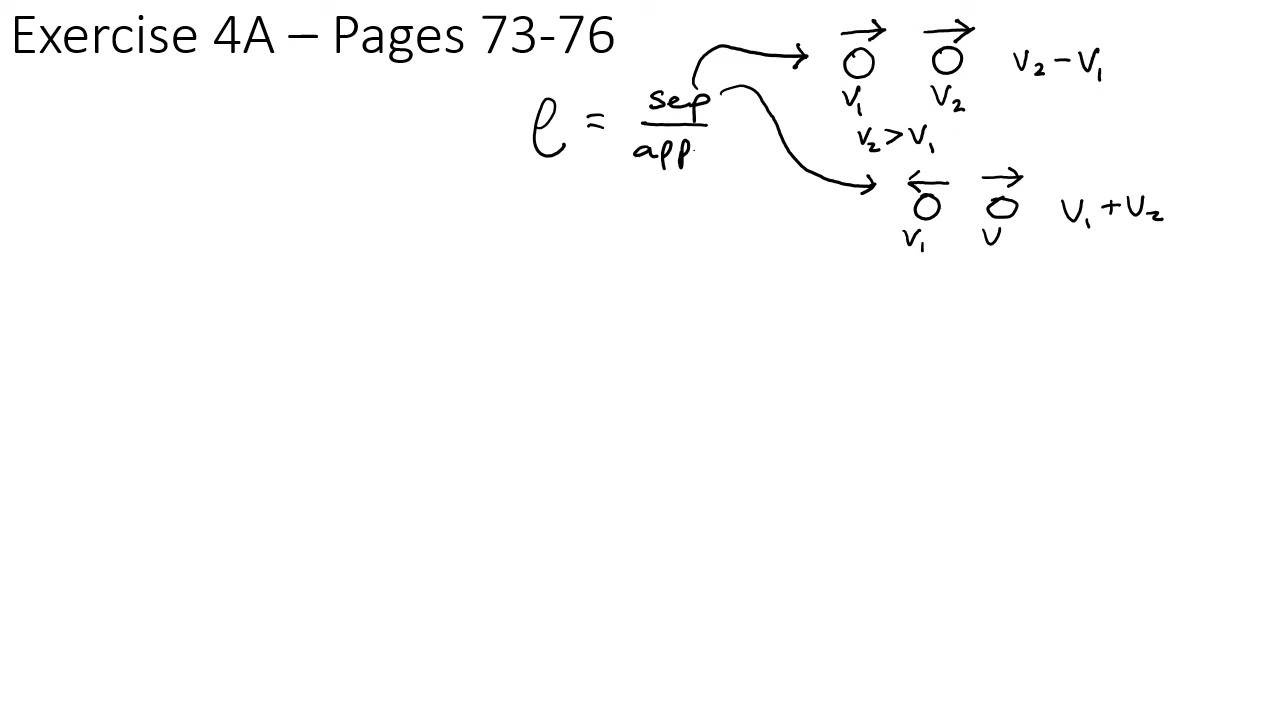 Exercise 4A – Pages 73-76
e = sep/app.
V₁ V₂ V₂ - V₁
V₂ > V₁
V₁ V V₁ + V₂